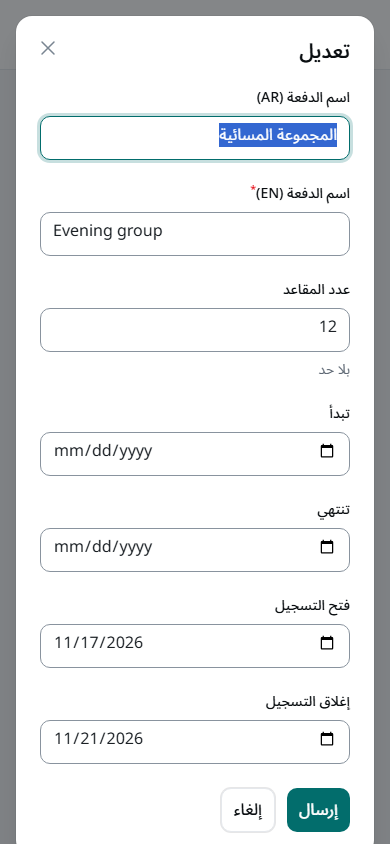 تعديل
اسم الدفعة (AR)
المجموعة المسائية
اسم الدفعة (EN)*
Evening group
عدد المقاعد
12
بلا حد
تبدأ
mm/dd/yyyy
تنتهي
mm/dd/yyyy
فتح التسجيل
11/17/2026
إغلاق التسجيل
11/21/2026
إرسال إلغاء